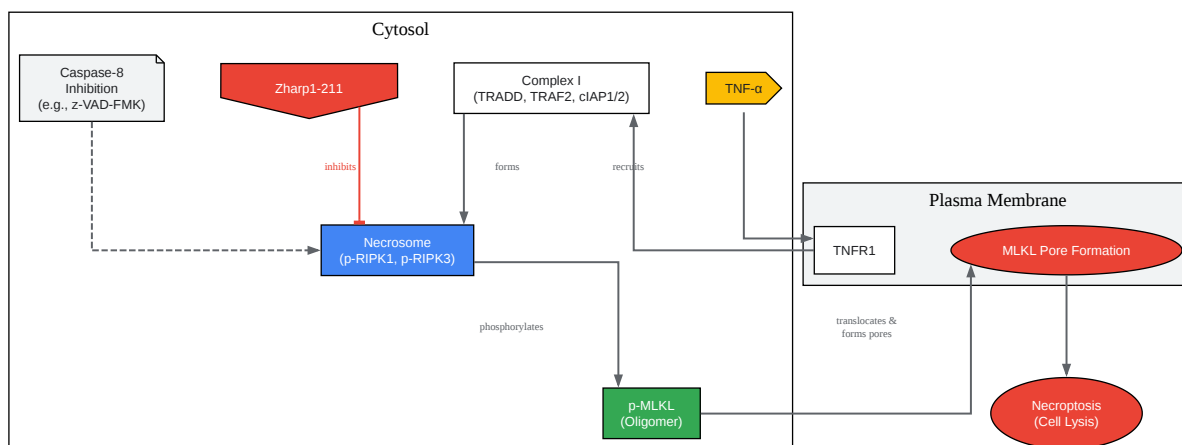 Cytosol
Caspase-8
Inhibition
(e.g., z-VAD-FMK)
Zharp1-211
Complex I
(TRADD, TRAF2, cIAP1/2)
TNF-α
inhibits
forms
recruits
Plasma Membrane
Necrosome
(p-RIPK1, p-RIPK3)
TNFR1
MLKL Pore Formation
phosphorylates
translocates &
forms pores
p-MLKL
(Oligomer)
Necroptosis
(Cell Lysis)